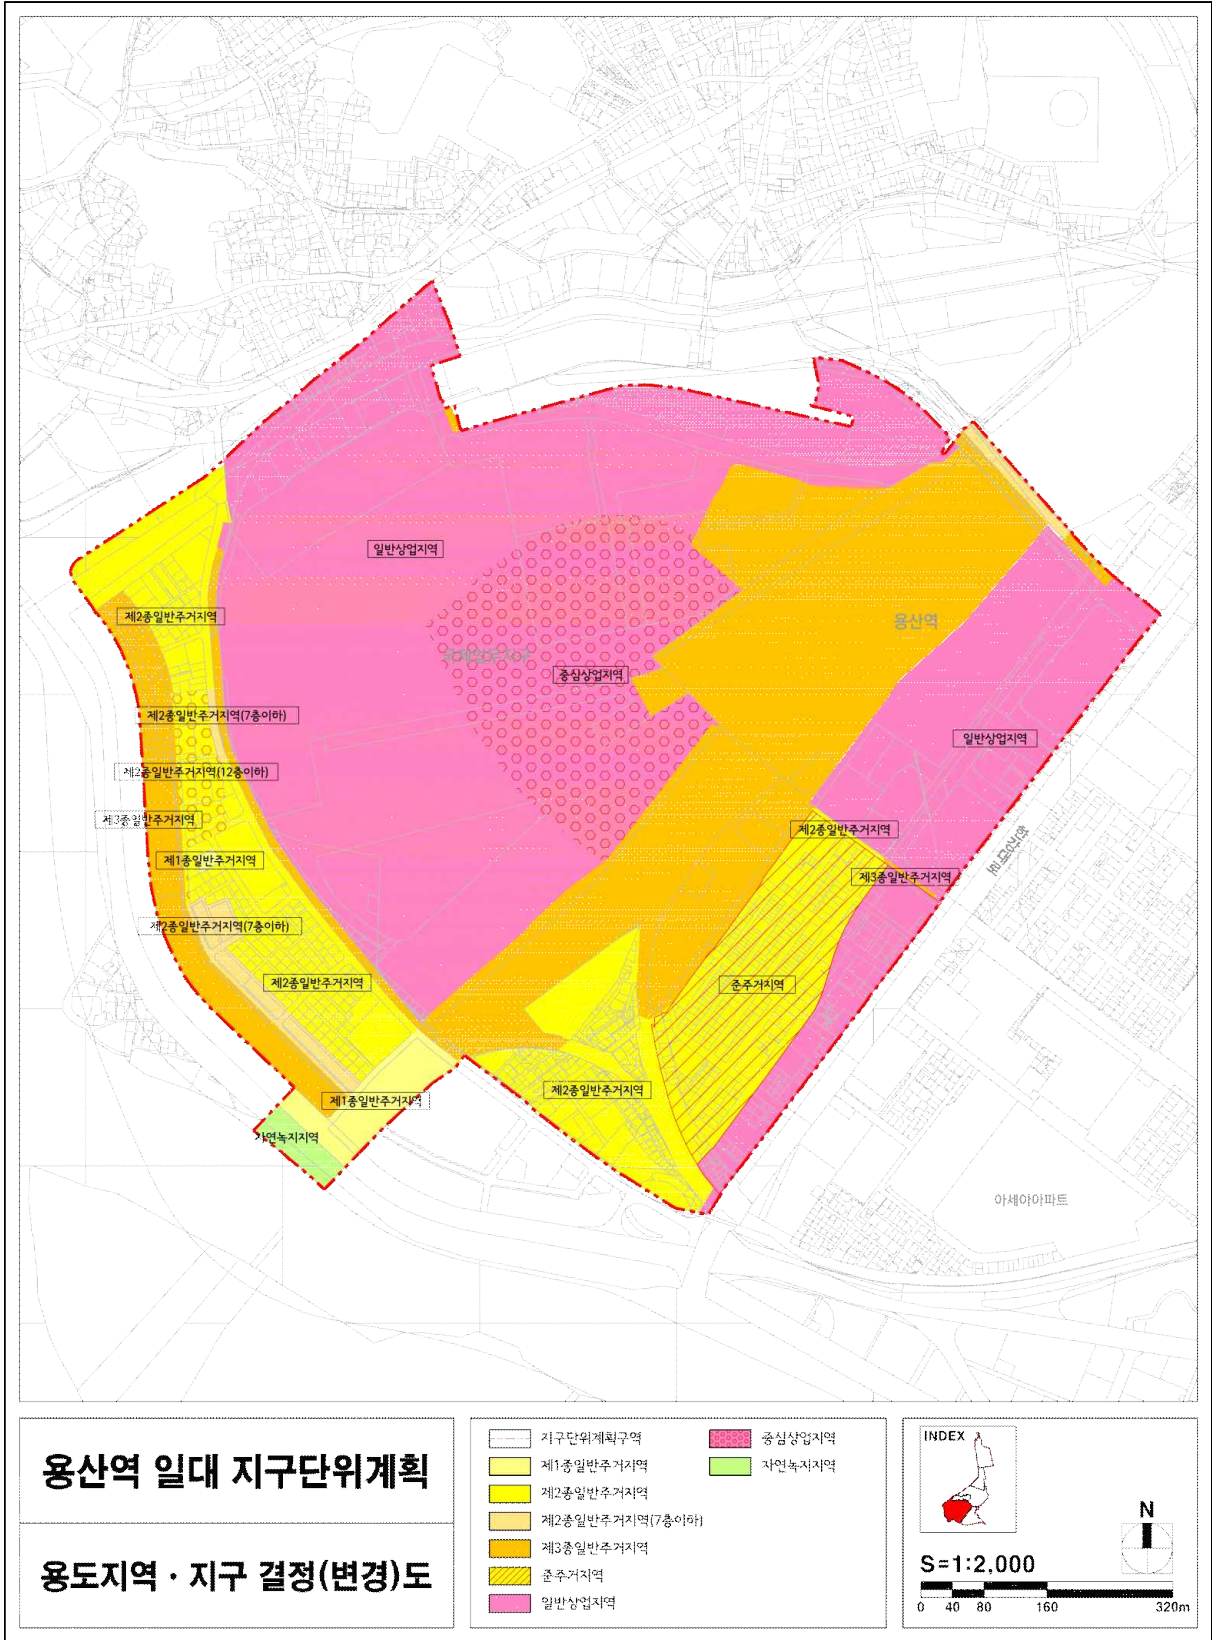 일반상업지역
제2종일반주거지역
용산역
국제업무지구
중심상업지역
제2종일반주거지역(7층이하)
일반상업지역
제2종일반주거지역(12층이하)
제3종일반주거지역
제2종일반주거지역
한강대로
제1종일반주거지역
제3종일반주거지역
제2종일반주거지역(7층이하)
제2종일반주거지역
준주거지역
제2종일반주거지역
제1종일반주거지역
자연녹지지역
아세아아파트
용산역 일대 지구단위계획
용도지역 · 지구 결정(변경)도
지구단위계획구역
제1종일반주거지역
제2종일반주거지역
제2종일반주거지역(7층이하)
제3종일반주거지역
준주거지역
일반상업지역
중심상업지역
자연녹지지역
INDEX
N
S=1:2,000
0 40 80 160 320m